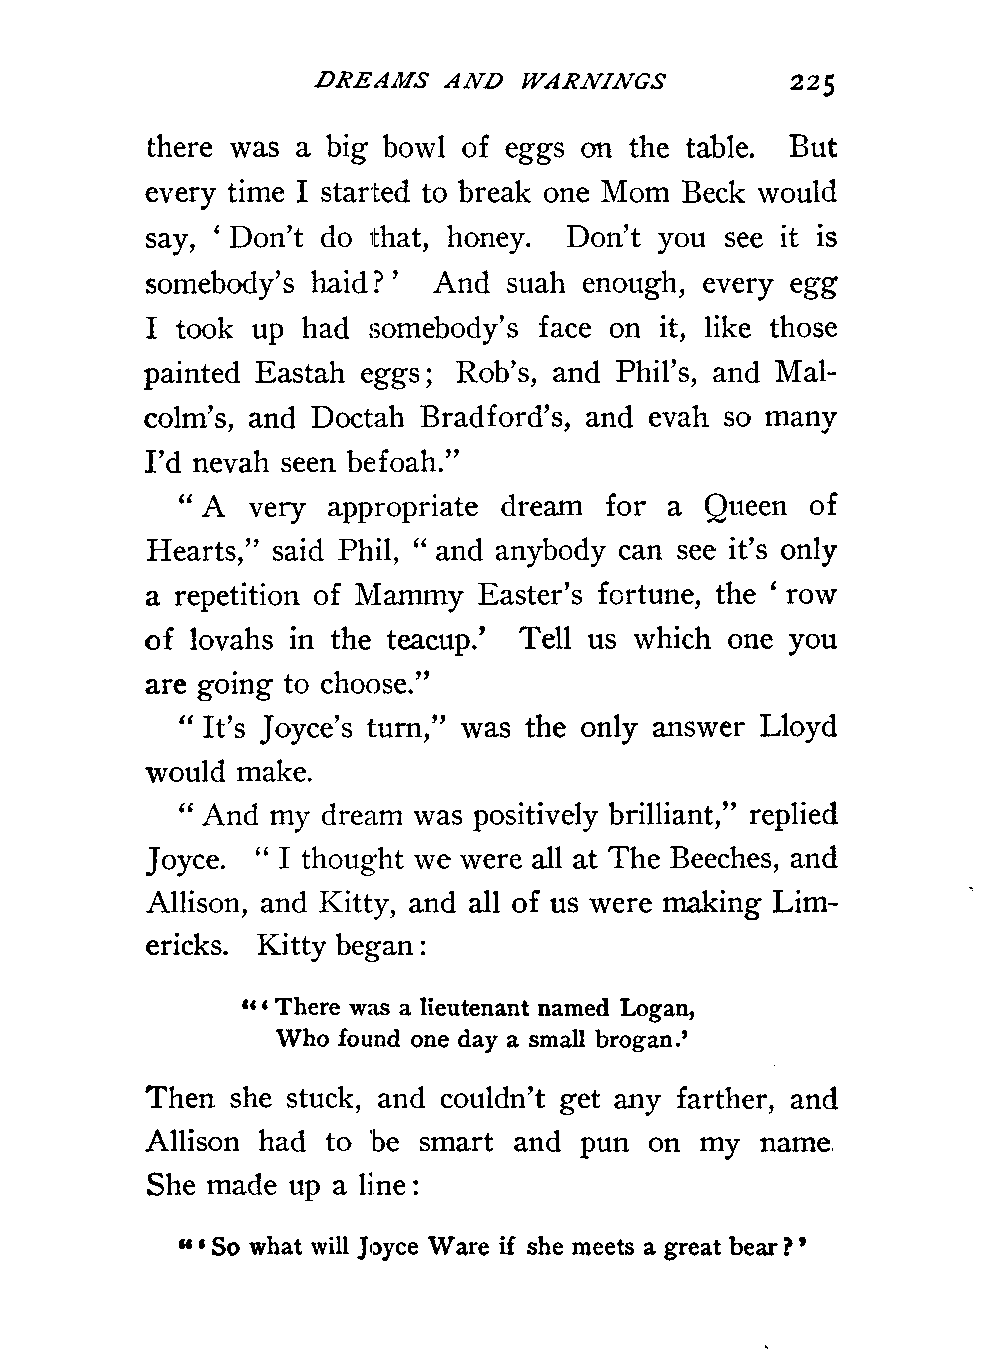 DREAMS AND WARNINGS 225
there was a big bowl of eggs on the table. But
every time I started to break one Mom Beck would
say, ‘Don't do that, honey. Don't you see it is
somebody's haid?’ And suah enough, every egg
I took up had somebody's face on it, like those
painted Eastah eggs; Rob's, and Phil's, and Mal-
colm's, and Doctah Bradford's, and evah so many
I'd nevah seen befoah.”
“A very appropriate dream for a Queen of
Hearts,” said Phil, “and anybody can see it's only
a repetition of Mammy Easter's fortune, the ‘row
of lovahs in the teacup.’ Tell us which one you
are going to choose.”
“It's Joyce's turn,” was the only answer Lloyd
would make.
“And my dream was positively brilliant,” replied
Joyce. “I thought we were all at The Beeches, and
Allison, and Kitty, and all of us were making Lim-
ericks. Kitty began:
“‘There was a lieutenant named Logan,
Who found one day a small brogan.’
Then she stuck, and couldn't get any farther, and
Allison had to be smart and pun on my name.
She made up a line:
“‘So what will Joyce Ware if she meets a great bear?’